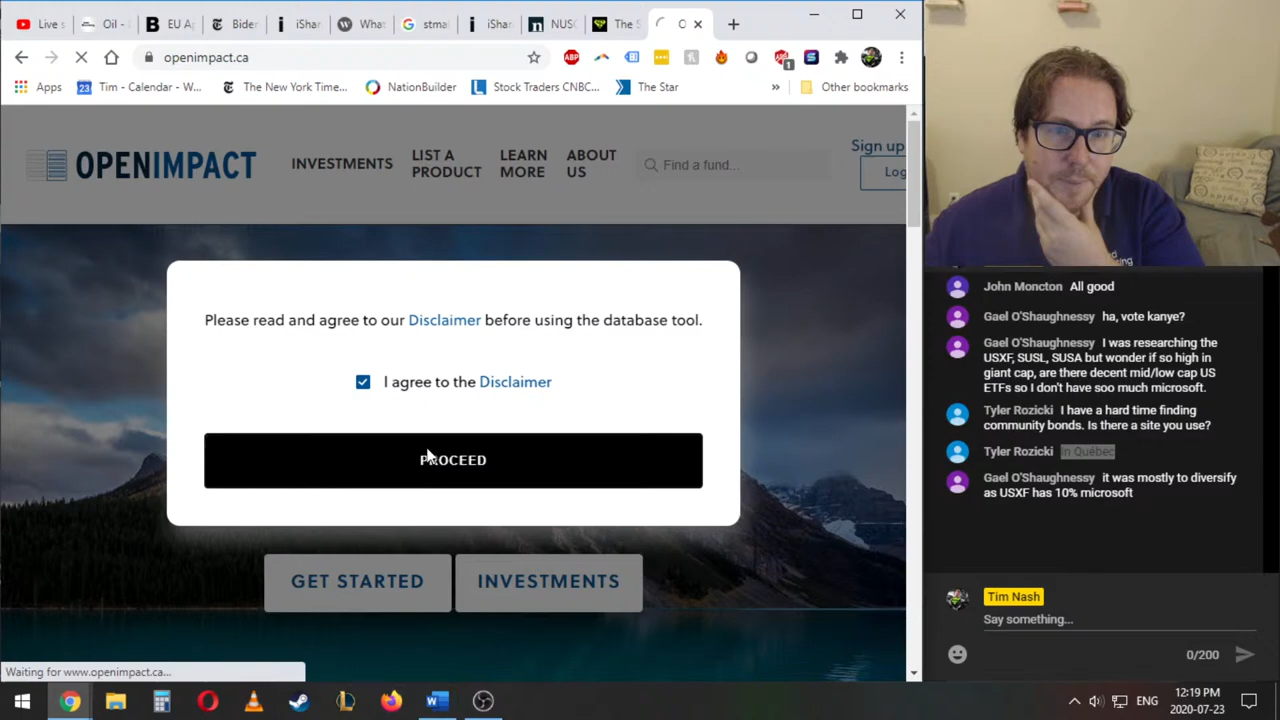 Live s
Oil -
EU A
Bider
iShar
What
stma
iShar
NUSC
The S
O
openimpact.ca
Apps
Tim - Calendar - W...
The New York Time...
NationBuilder
Stock Traders CNBC...
The Star
»
Other bookmarks
OPENIMPACT
INVESTMENTS
LIST A
PRODUCT
LEARN
MORE
ABOUT
US
Find a fund...
Sign up
Log
Please read and agree to our Disclaimer before using the database tool.
I agree to the Disclaimer
PROCEED
GET STARTED
INVESTMENTS
Waiting for www.openimpact.ca...
John Moncton All good
Gael O'Shaughnessy ha, vote kanye?
Gael O'Shaughnessy I was researching the
USXF, SUSL, SUSA but wonder if so high in
giant cap, are there decent mid/low cap US
ETFs so I don't have soo much microsoft.
Tyler Rozicki I have a hard time finding
community bonds. Is there a site you use?
Tyler Rozicki in Québec
Gael O'Shaughnessy it was mostly to diversify
as USXF has 10% microsoft
Tim Nash
Say something...
0/200
ENG
12:19 PM
2020-07-23